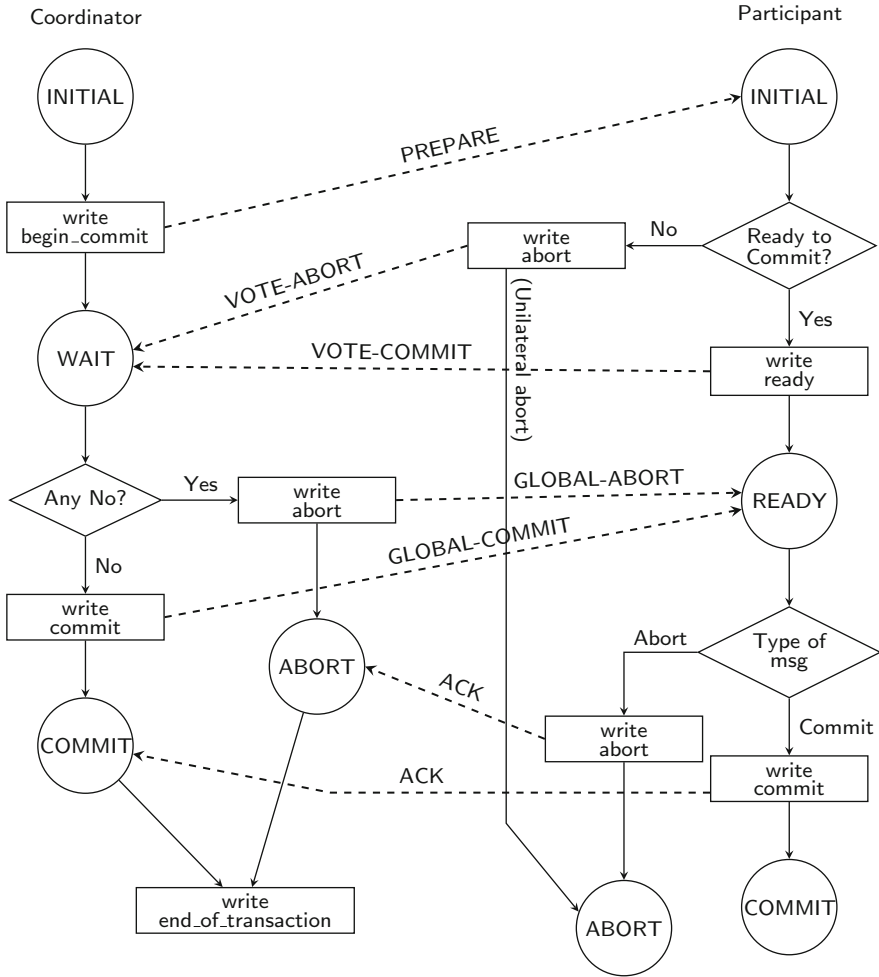 Coordinator
Participant
INITIAL
INITIAL
PREPARE
write
begin_commit
write
abort
No
Ready to
Commit?
VOTE-ABORT
(Unilateral abort)
Yes
WAIT
VOTE-COMMIT
write
ready
Any No?
Yes
write
abort
GLOBAL-ABORT
READY
GLOBAL-COMMIT
No
write
commit
ABORT
Abort
Type of
msg
ACK
write
abort
Commit
COMMIT
ACK
write
commit
write
end_of_transaction
ABORT
COMMIT